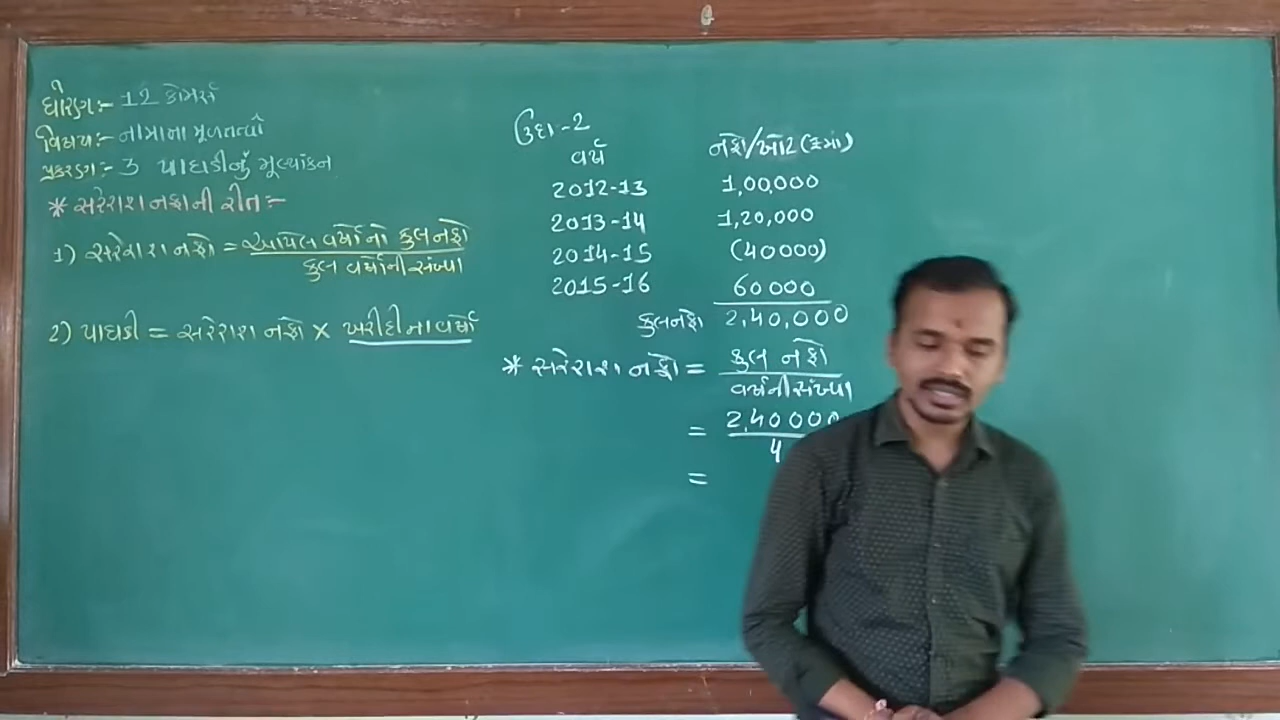 ધોરણ:- 12 કોમર્સ
વિષય:- નામાના મૂળતત્વો
પ્રકરણ:- 3 પાઘડીનું મૂલ્યાંકન
* સરેરાશ નફાની રીત:-
1) સરેરાશ નફો = આપેલ વર્ષોનો કુલ નફો
કુલ વર્ષોની સંખ્યા
2) પાઘડી = સરેરાશ નફો × ખરીદીના વર્ષો
ઉદા-2
વર્ષ નફો/ખોટ (રૂમાં)
2012-13 1,00,000
2013-14 1,20,000
2014-15 (40000)
2015-16 60000
કુલ નફો 2,40,000
* સરેરાશ નફો = કુલ નફો
વર્ષની સંખ્યા
= 2,40000
4
=